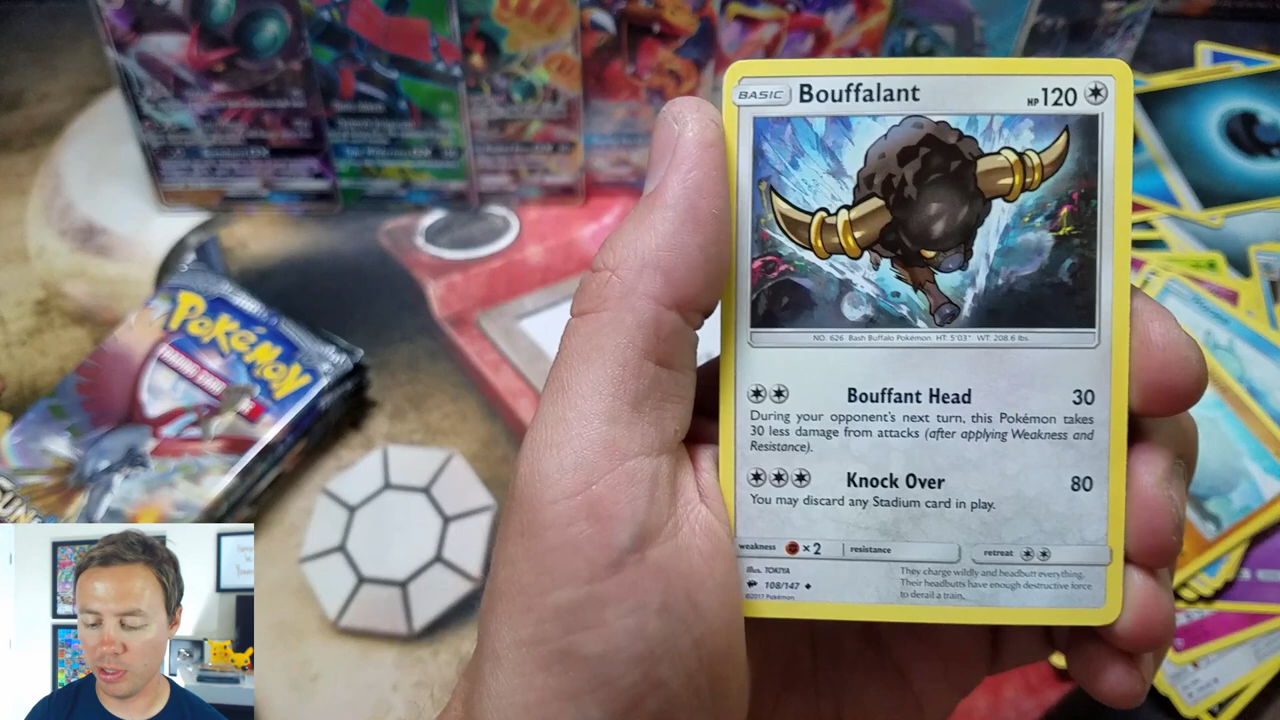 BASIC Bouffalant HP 120
NO. 626 Bash Buffalo Pokémon. HT: 5'03" WT: 208.6 lbs.
Bouffant Head 30
During your opponent's next turn, this Pokémon takes
30 less damage from attacks (after applying Weakness and
Resistance).
Knock Over 80
You may discard any Stadium card in play.
weakness ×2 resistance retreat
Illus. TOKIYA
108/147
©2017 Pokémon
They charge wildly and headbutt everything.
Their headbutts have enough destructive force
to derail a train.
Pokémon